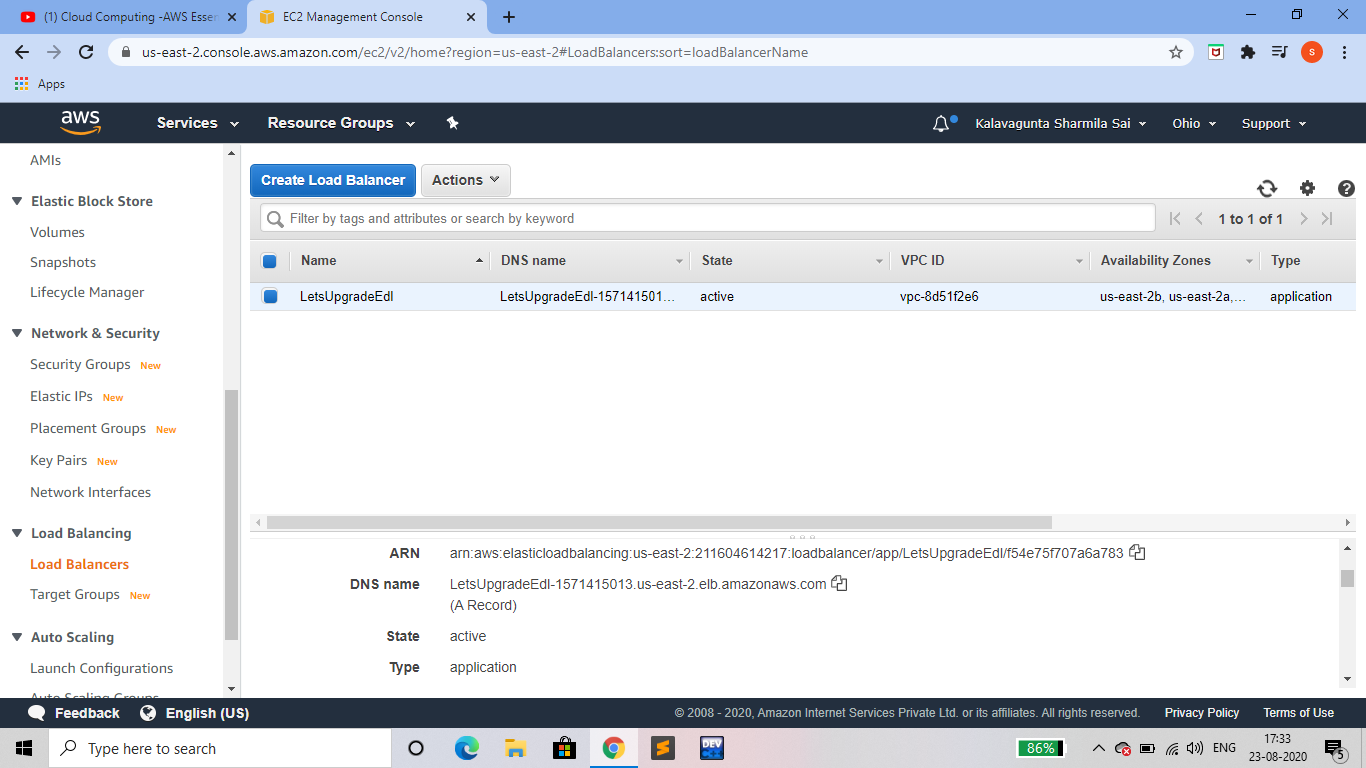 (1) Cloud Computing -AWS Essen
EC2 Management Console
us-east-2.console.aws.amazon.com/ec2/v2/home?region=us-east-2#LoadBalancers:sort=loadBalancerName
S
Apps
aws
Services
Resource Groups
Kalavagunta Sharmila Sai
Ohio
Support
AMIs
Elastic Block Store
Volumes
Snapshots
Lifecycle Manager
Network & Security
Security Groups New
Elastic IPs New
Placement Groups New
Key Pairs New
Network Interfaces
Load Balancing
Load Balancers
Target Groups New
Auto Scaling
Launch Configurations
Auto Scaling Groups
Create Load Balancer
Actions
Filter by tags and attributes or search by keyword
1 to 1 of 1
Name DNS name State VPC ID Availability Zones Type
LetsUpgradeEdI LetsUpgradeEdI-157141501... active vpc-8d51f2e6 us-east-2b, us-east-2a,... application
ARN arn:aws:elasticloadbalancing:us-east-2:211604614217:loadbalancer/app/LetsUpgradeEdI/f54e75f707a6a783
DNS name LetsUpgradeEdI-1571415013.us-east-2.elb.amazonaws.com
(A Record)
State active
Type application
Feedback
English (US)
© 2008 - 2020, Amazon Internet Services Private Ltd. or its affiliates. All rights reserved.
Privacy Policy
Terms of Use
Type here to search
DEV
86%
ENG
17:33
23-08-2020
5